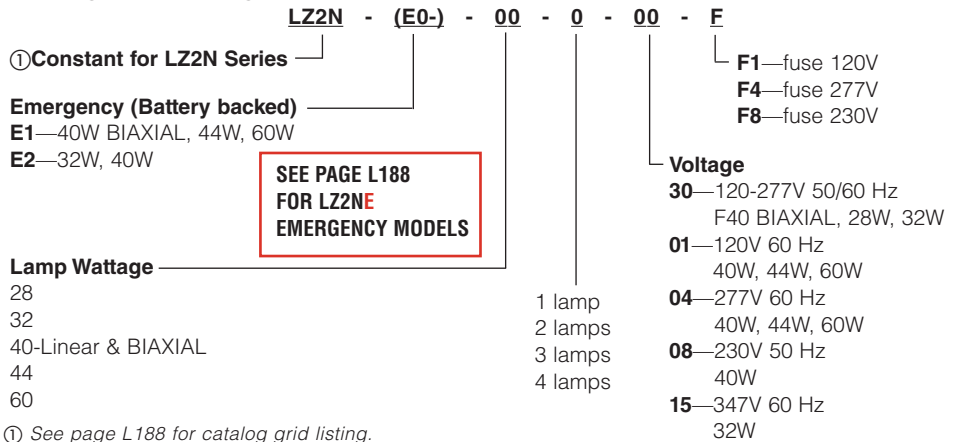 LZ2N - (E0-) - 00 - 0 - 00 - F
①Constant for LZ2N Series
Emergency (Battery backed)
E1—40W BIAXIAL, 44W, 60W
E2—32W, 40W
SEE PAGE L188
FOR LZ2NE
EMERGENCY MODELS
Lamp Wattage
28
32
40-Linear & BIAXIAL
44
60
① See page L188 for catalog grid listing.
1 lamp
2 lamps
3 lamps
4 lamps
F1—fuse 120V
F4—fuse 277V
F8—fuse 230V
Voltage
30—120-277V 50/60 Hz
F40 BIAXIAL, 28W, 32W
01—120V 60 Hz
40W, 44W, 60W
04—277V 60 Hz
40W, 44W, 60W
08—230V 50 Hz
40W
15—347V 60 Hz
32W